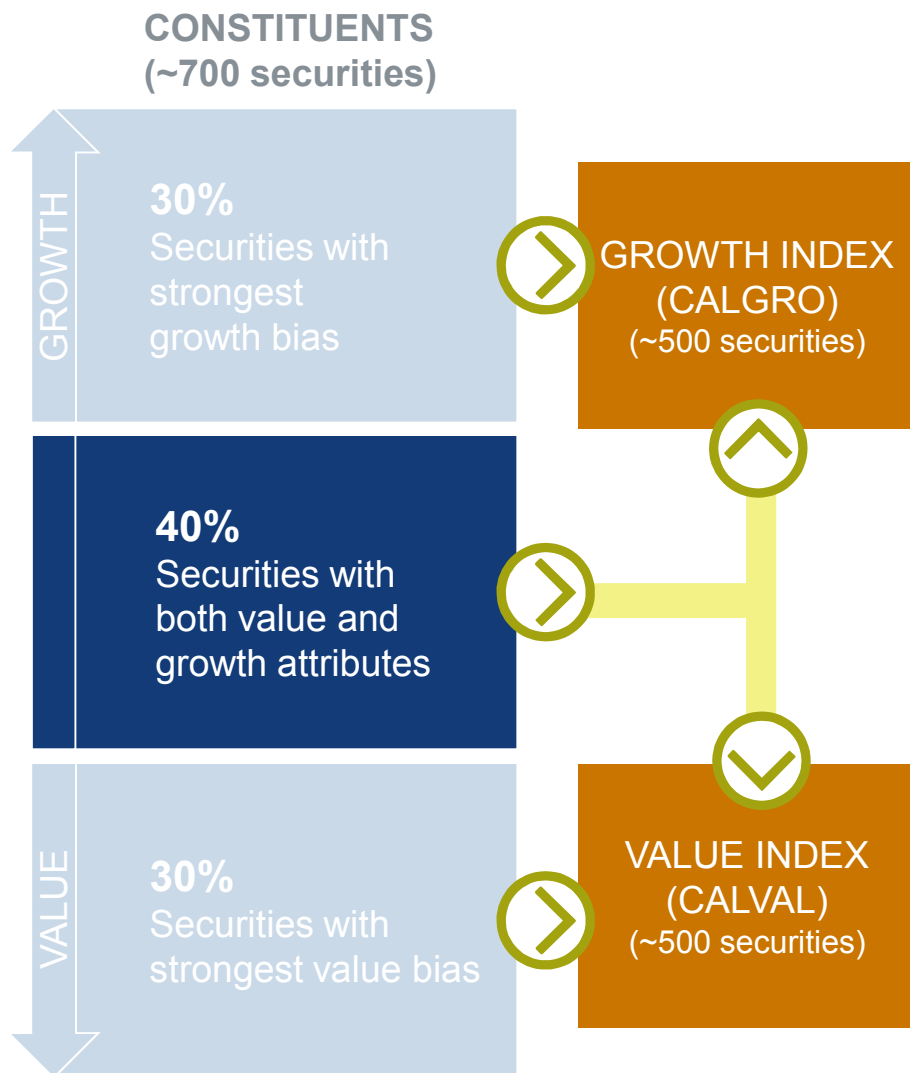 CONSTITUENTS
(~700 securities)
GROWTH
30%
Securities with
strongest
growth bias
GROWTH INDEX
(CALGRO)
(~500 securities)
40%
Securities with
both value and
growth attributes
VALUE
30%
Securities with
strongest value bias
VALUE INDEX
(CALVAL)
(~500 securities)